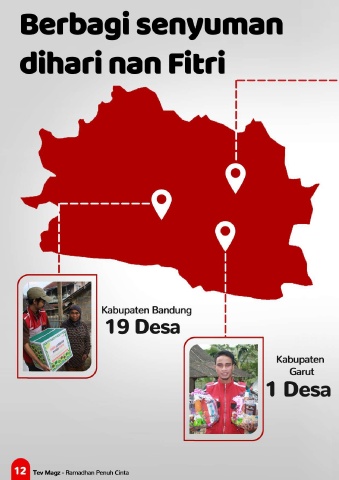 Berbagi senyuman
dihari nan Fitri
Kabupaten Bandung
19 Desa
Kabupaten
Garut
1 Desa
12 Tev Magz - Ramadhan Penuh Cinta